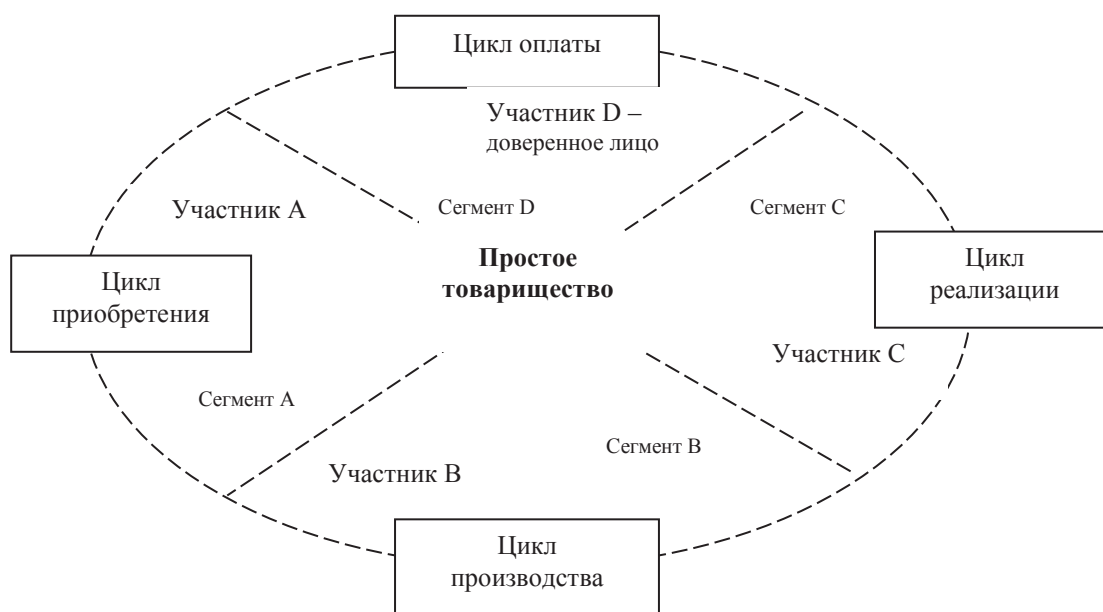 Цикл оплаты
Участник D –
доверенное лицо
Участник A
Сегмент D
Сегмент C
Простое
товарищество
Цикл
приобретения
Цикл
реализации
Участник C
Сегмент A
Сегмент B
Участник B
Цикл
производства